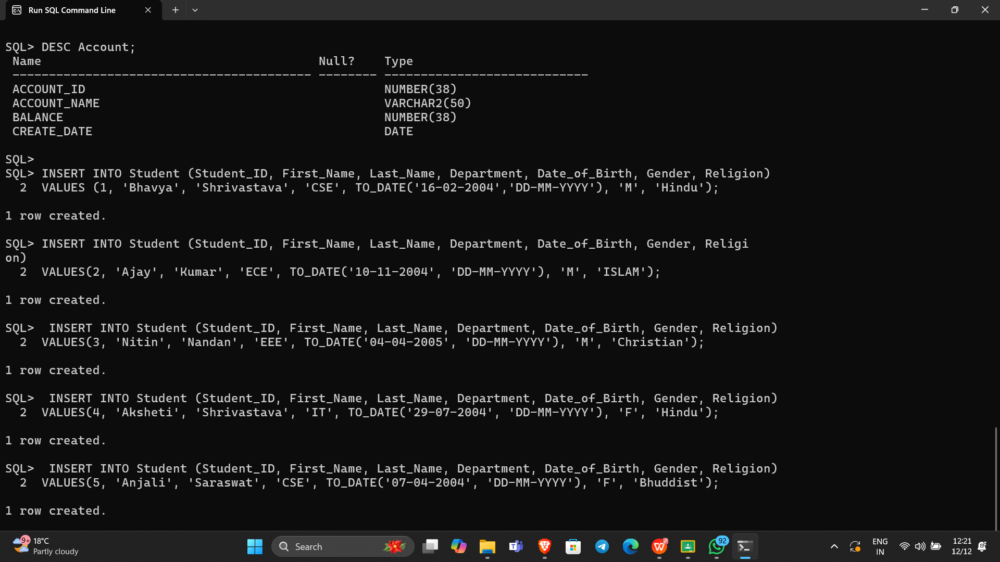 Run SQL Command Line
SQL> DESC Account;
Name Null? Type
----------------------------------------- -------- ----------------------------
ACCOUNT_ID NUMBER(38)
ACCOUNT_NAME VARCHAR2(50)
BALANCE NUMBER(38)
CREATE_DATE DATE
SQL>
SQL> INSERT INTO Student (Student_ID, First_Name, Last_Name, Department, Date_of_Birth, Gender, Religion)
2 VALUES (1, 'Bhavya', 'Shrivastava', 'CSE', TO_DATE('16-02-2004','DD-MM-YYYY'), 'M', 'Hindu');
1 row created.
SQL> INSERT INTO Student (Student_ID, First_Name, Last_Name, Department, Date_of_Birth, Gender, Religi
on)
2 VALUES(2, 'Ajay', 'Kumar', 'ECE', TO_DATE('10-11-2004', 'DD-MM-YYYY'), 'M', 'ISLAM');
1 row created.
SQL> INSERT INTO Student (Student_ID, First_Name, Last_Name, Department, Date_of_Birth, Gender, Religion)
2 VALUES(3, 'Nitin', 'Nandan', 'EEE', TO_DATE('04-04-2005', 'DD-MM-YYYY'), 'M', 'Christian');
1 row created.
SQL> INSERT INTO Student (Student_ID, First_Name, Last_Name, Department, Date_of_Birth, Gender, Religion)
2 VALUES(4, 'Aksheti', 'Shrivastava', 'IT', TO_DATE('29-07-2004', 'DD-MM-YYYY'), 'F', 'Hindu');
1 row created.
SQL> INSERT INTO Student (Student_ID, First_Name, Last_Name, Department, Date_of_Birth, Gender, Religion)
2 VALUES(5, 'Anjali', 'Saraswat', 'CSE', TO_DATE('07-04-2004', 'DD-MM-YYYY'), 'F', 'Bhuddist');
1 row created.
9+ 18°C
Partly cloudy
Search
92
ENG
IN
12:21
12/12